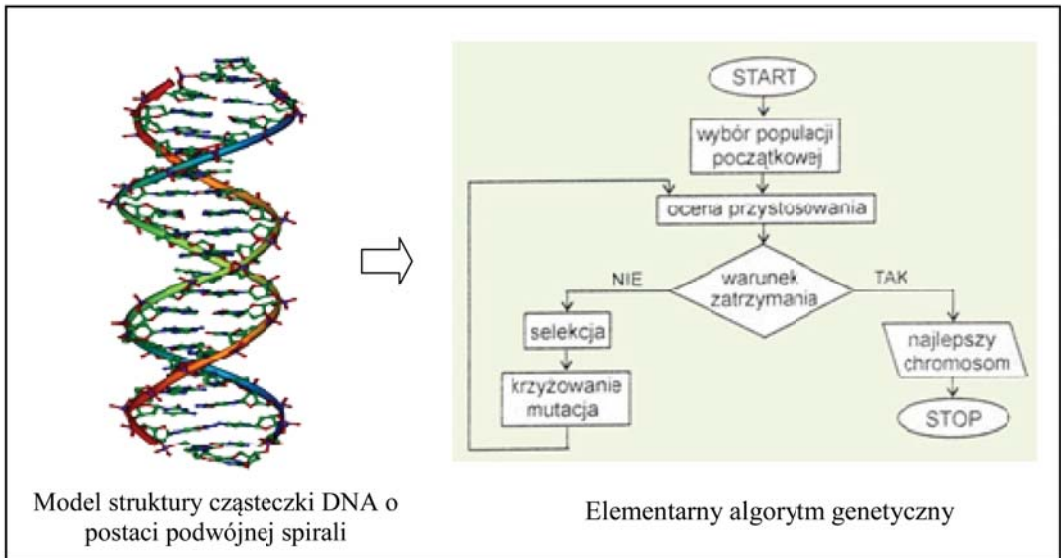 START
wybór populacji
początkowej
ocena przystosowania
warunek
zatrzymania
NIE
TAK
selekcja
krzyżowanie
mutacja
najlepszy
chromosom
STOP
Model struktury cząsteczki DNA o
postaci podwójnej spirali
Elementarny algorytm genetyczny